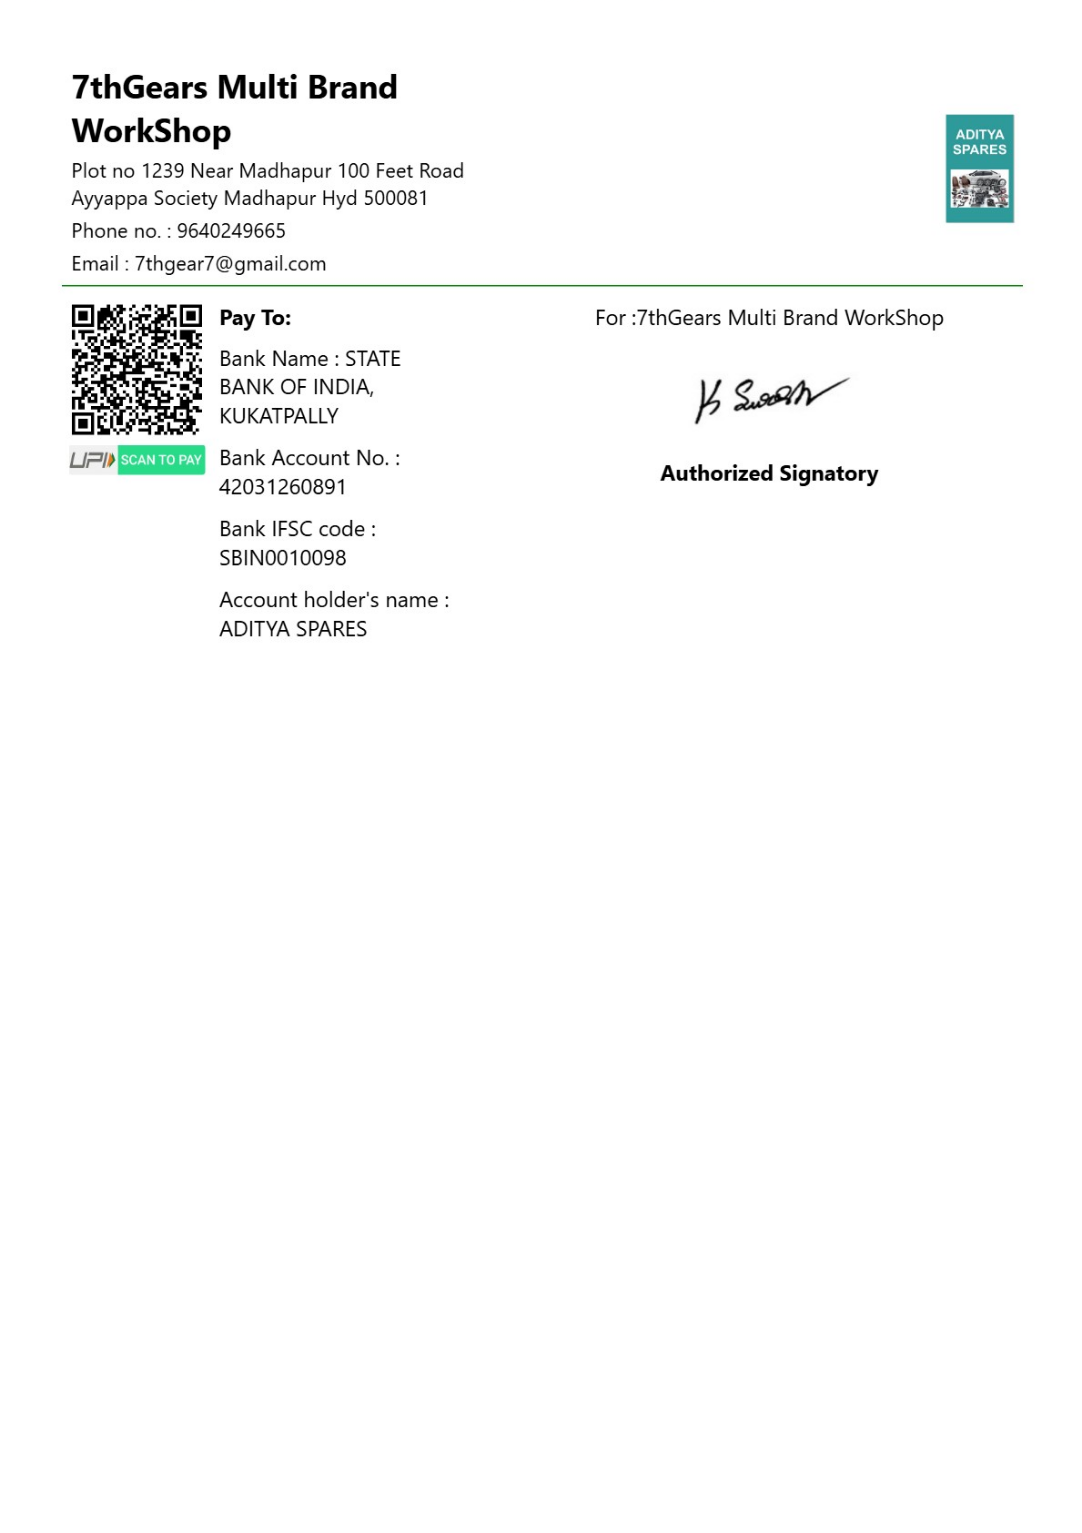 7thGears Multi Brand
WorkShop
Plot no 1239 Near Madhapur 100 Feet Road
Ayyappa Society Madhapur Hyd 500081
Phone no. : 9640249665
Email : 7thgear7@gmail.com
ADITYA
SPARES
UPI SCAN TO PAY
Pay To:
Bank Name : STATE
BANK OF INDIA,
KUKATPALLY
Bank Account No. :
42031260891
Bank IFSC code :
SBIN0010098
Account holder's name :
ADITYA SPARES
For :7thGears Multi Brand WorkShop
Authorized Signatory